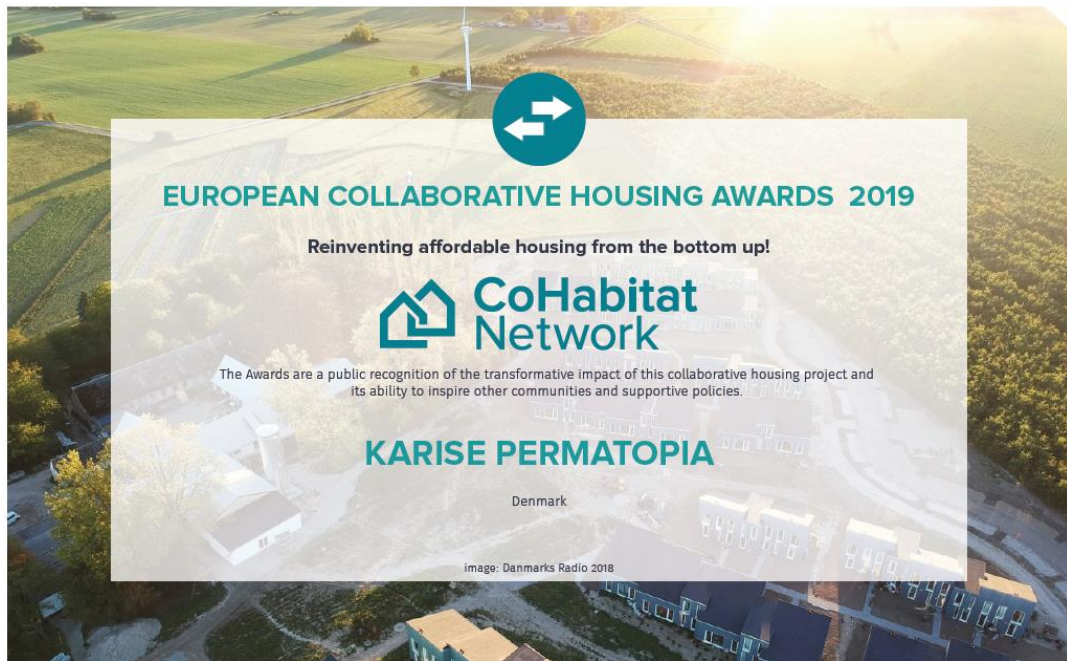 EUROPEAN COLLABORATIVE HOUSING AWARDS 2019
Reinventing affordable housing from the bottom up!
CoHabitat
Network
The Awards are a public recognition of the transformative impact of this collaborative housing project and
its ability to inspire other communities and supportive policies.
KARISE PERMATOPIA
Denmark
image: Danmarks Radio 2018